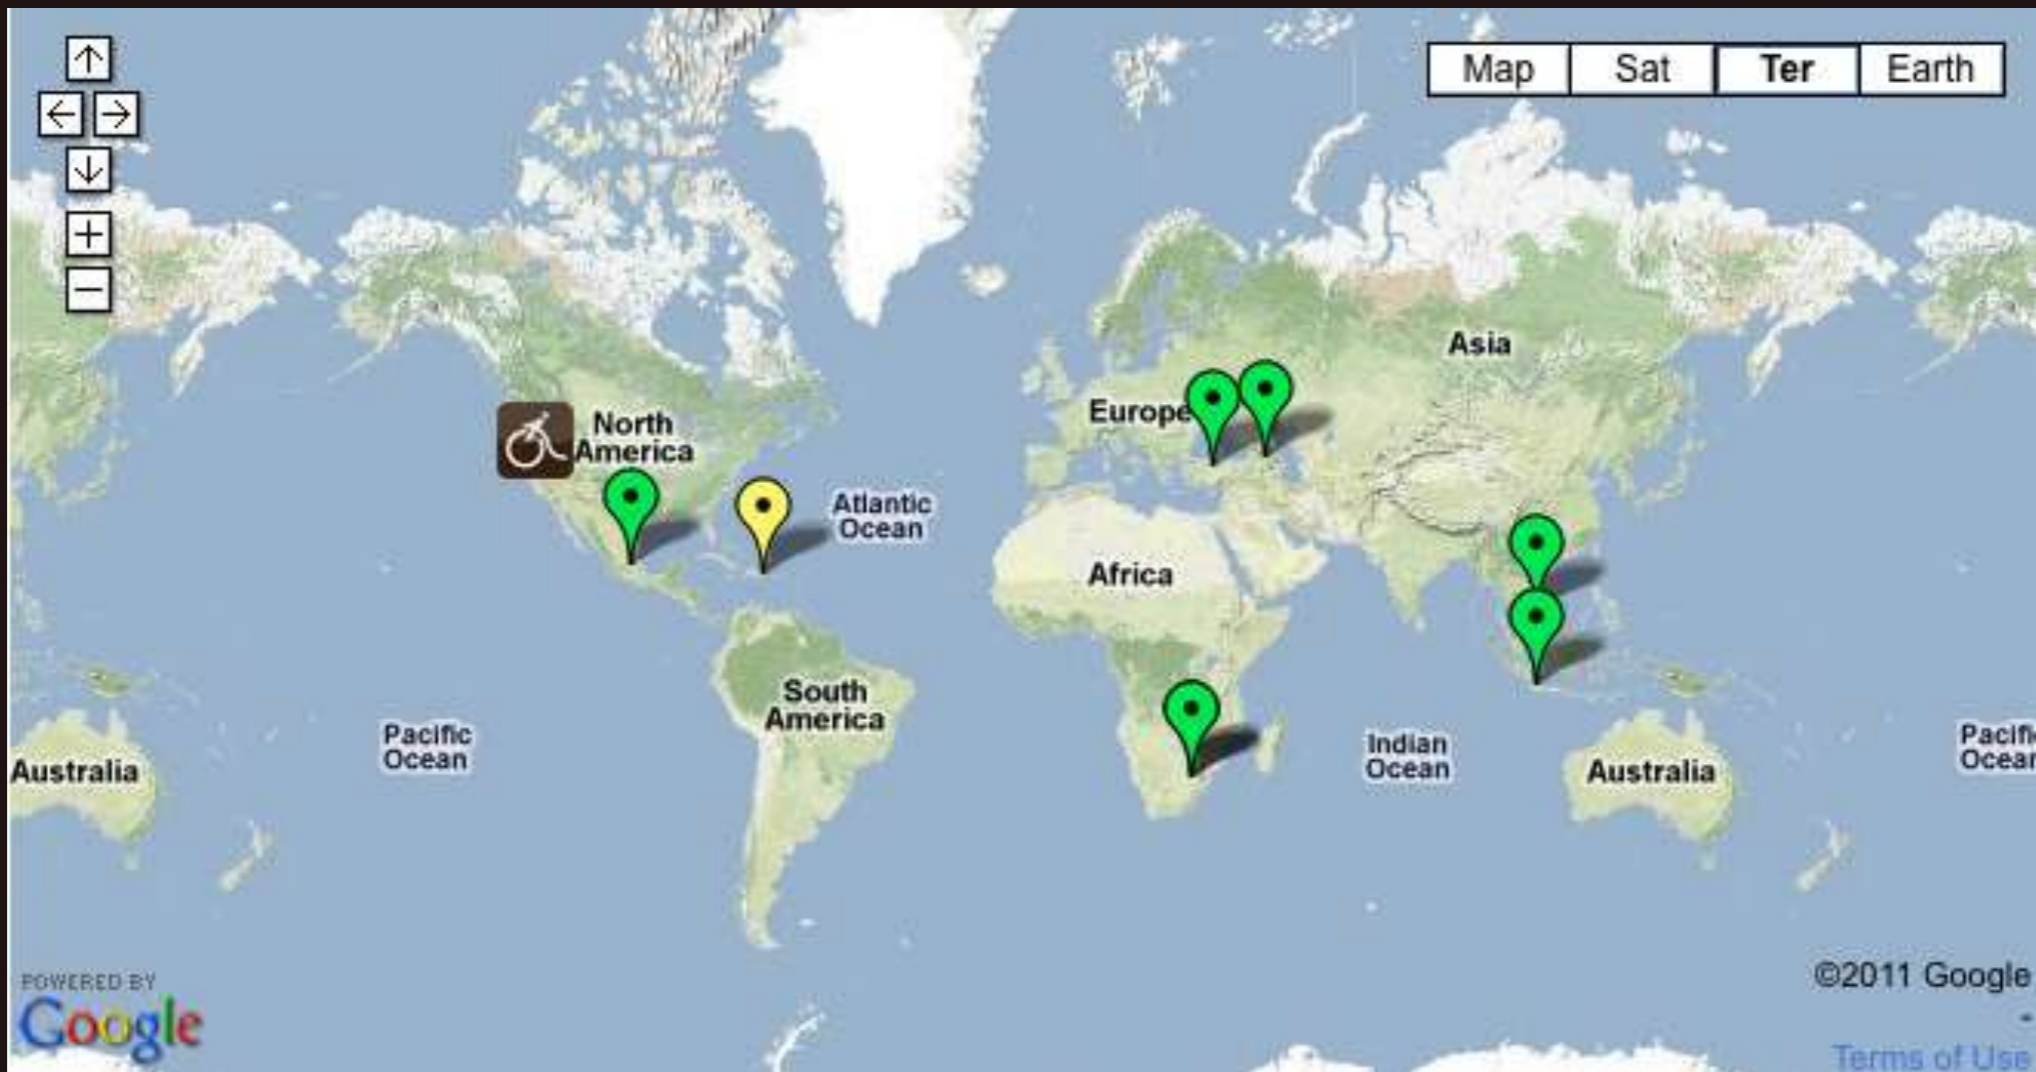 Map
Sat
Ter
Earth
Asia
North
America
Europe
Atlantic
Ocean
Africa
South
America
Pacific
Ocean
Indian
Ocean
Australia
Australia
POWERED BY
Google
©2011 Google
-
Terms of Use